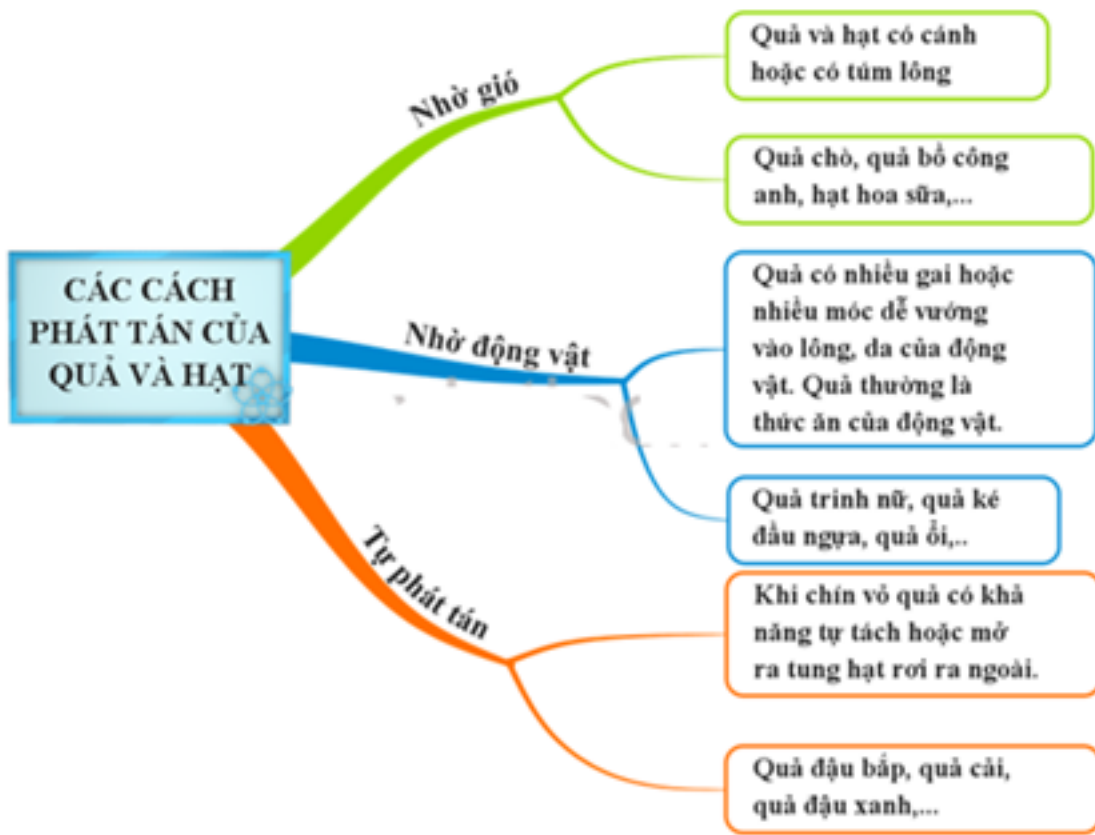 CÁC CÁCH
PHÁT TÁN CỦA
QUẢ VÀ HẠT
Nhờ gió
Quả và hạt có cánh
hoặc có túm lông
Quả chò, quả bồ công
anh, hạt hoa sữa,...
Nhờ động vật
Quả có nhiều gai hoặc
nhiều móc dễ vướng
vào lông, da của động
vật. Quả thường là
thức ăn của động vật.
Quả trinh nữ, quả ké
đầu ngựa, quả ổi,..
Tự phát tán
Khi chín vỏ quả có khả
năng tự tách hoặc mở
ra tung hạt rơi ra ngoài.
Quả đậu bắp, quả cải,
quả đậu xanh,...